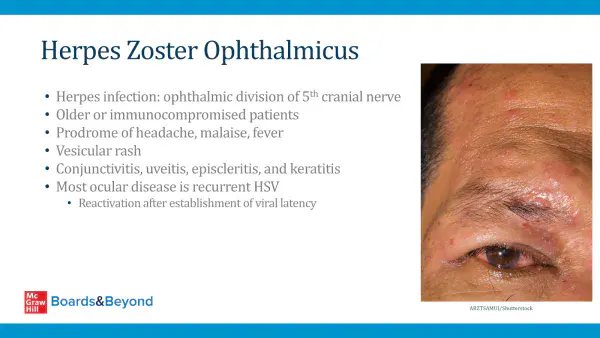 Herpes Zoster Ophthalmicus
• Herpes infection: ophthalmic division of 5th cranial nerve
• Older or immunocompromised patients
• Prodrome of headache, malaise, fever
• Vesicular rash
• Conjunctivitis, uveitis, episcleritis, and keratitis
• Most ocular disease is recurrent HSV
• Reactivation after establishment of viral latency
Mc
Graw
Hill
Boards&Beyond
ARZTSAMUI/Shutterstock